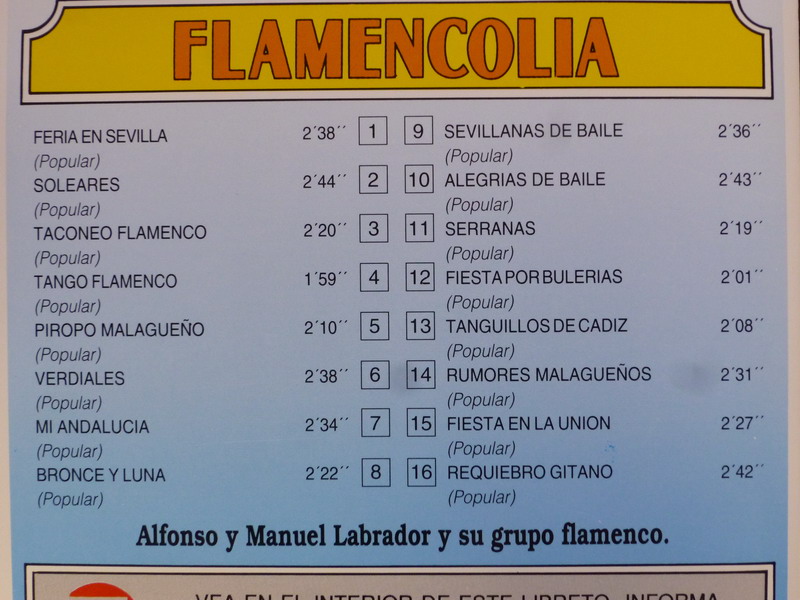 FLAMENCOLIA
FERIA EN SEVILLA 2´38´´ 1
(Popular)
SOLEARES 2´44´´ 2
(Popular)
TACONEO FLAMENCO 2´20´´ 3
(Popular)
TANGO FLAMENCO 1´59´´ 4
(Popular)
PIROPO MALAGUEÑO 2´10´´ 5
(Popular)
VERDIALES 2´38´´ 6
(Popular)
MI ANDALUCIA 2´34´´ 7
(Popular)
BRONCE Y LUNA 2´22´´ 8
(Popular)
9 SEVILLANAS DE BAILE 2´36´´
(Popular)
10 ALEGRIAS DE BAILE 2´43´´
(Popular)
11 SERRANAS 2´19´´
(Popular)
12 FIESTA POR BULERIAS 2´01´´
(Popular)
13 TANGUILLOS DE CADIZ 2´08´´
(Popular)
14 RUMORES MALAGUEÑOS 2´31´´
(Popular)
15 FIESTA EN LA UNION 2´27´´
(Popular)
16 REQUIEBRO GITANO 2´42´´
(Popular)
Alfonso y Manuel Labrador y su grupo flamenco.
VEA EN EL INTERIOR DE ESTE LIBRETO, INFORMA